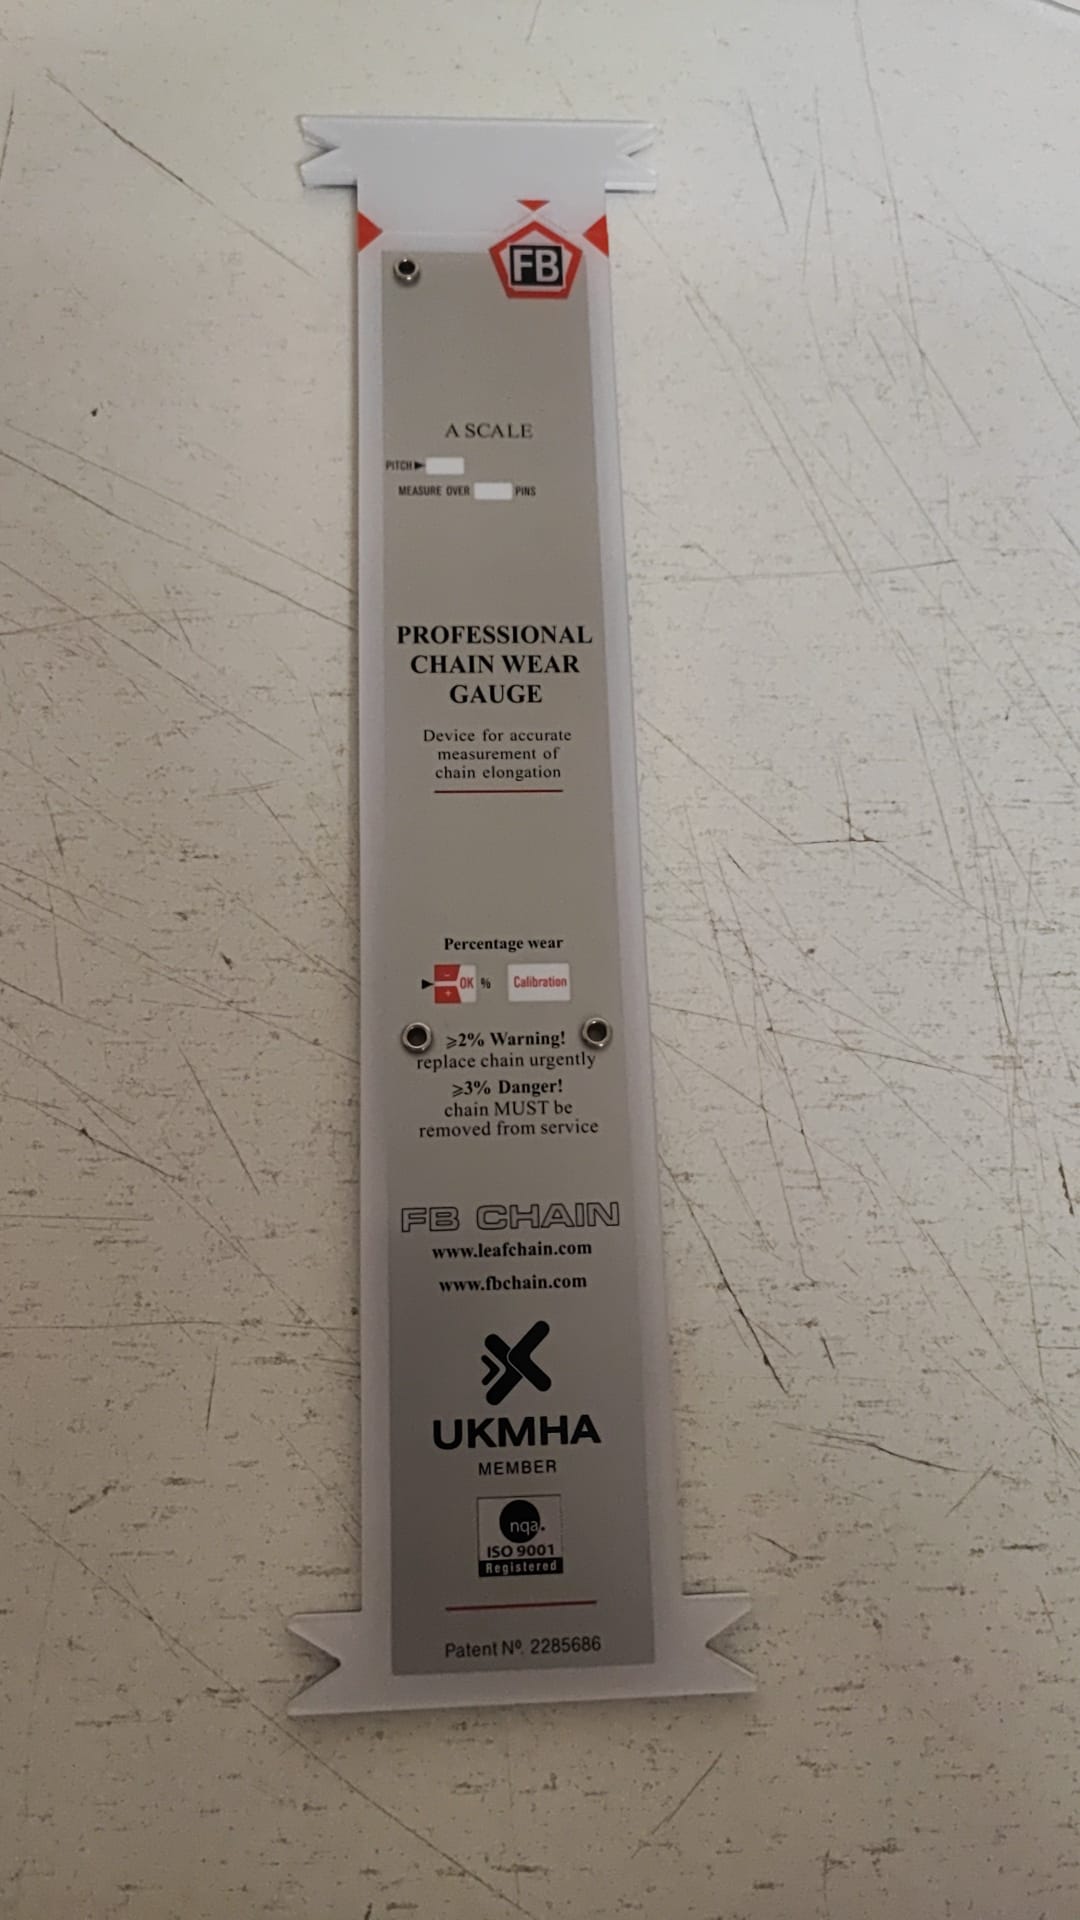 FB
A SCALE
PITCH▶
MEASURE OVER PINS
PROFESSIONAL
CHAIN WEAR
GAUGE
Device for accurate
measurement of
chain elongation
Percentage wear
▶ - + OK % Calibration
⩾2% Warning!
replace chain urgently
⩾3% Danger!
chain MUST be
removed from service
FB CHAIN
www.leafchain.com
www.fbchain.com
UKMHA
MEMBER
nqa.
ISO 9001
Registered
Patent Nº. 2285686